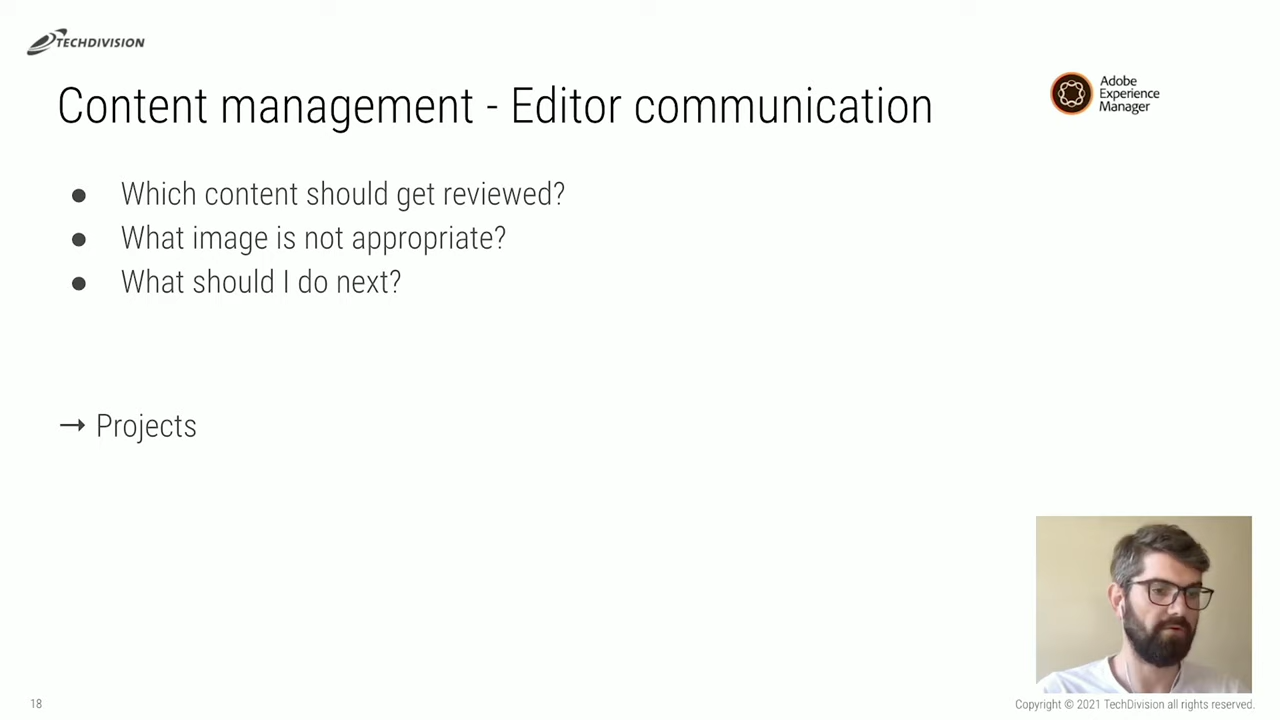 TECHDIVISION
Content management - Editor communication
Adobe
Experience
Manager
● Which content should get reviewed?
● What image is not appropriate?
● What should I do next?
→ Projects
18
Copyright © 2021 TechDivision all rights reserved.